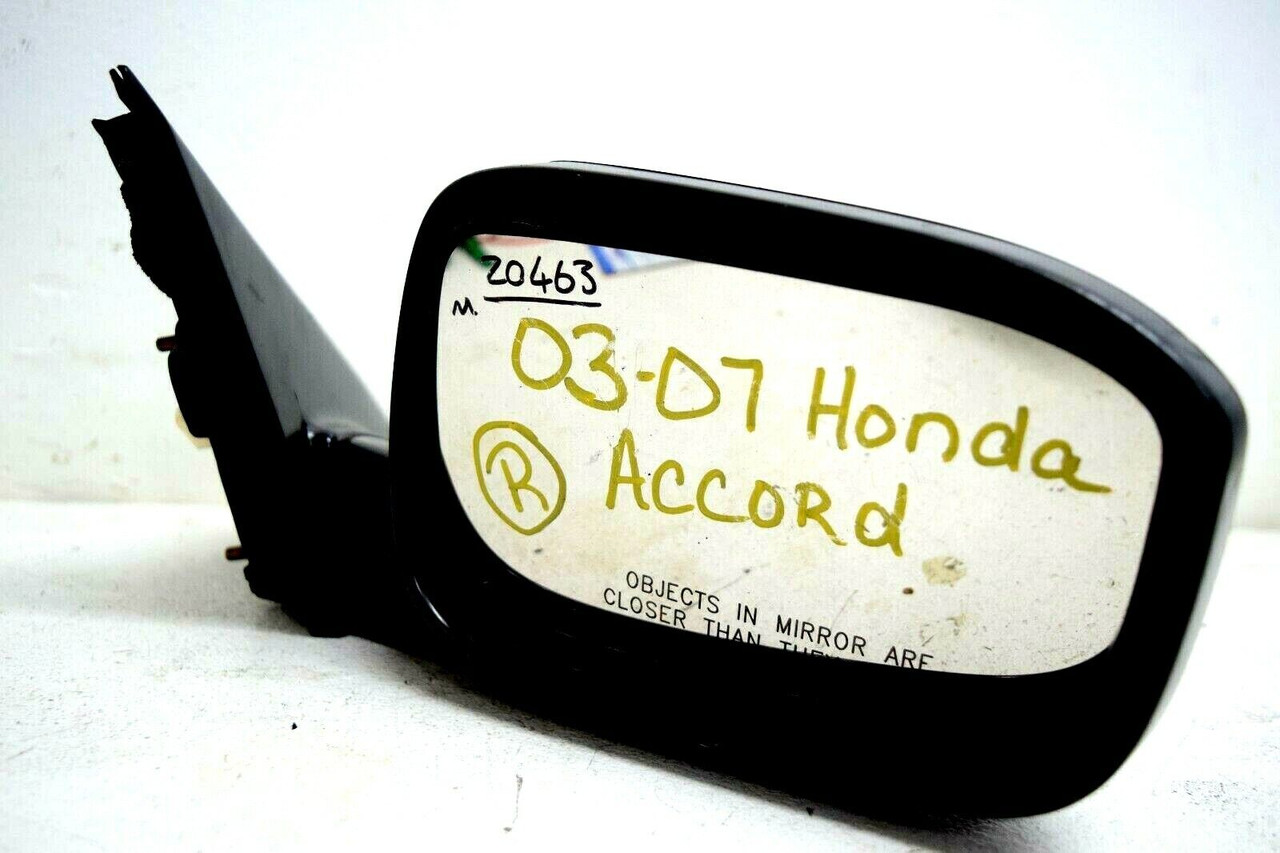 20463
M.
03-07 Honda
R ACCORd
OBJECTS IN MIRROR ARE
CLOSER THAN